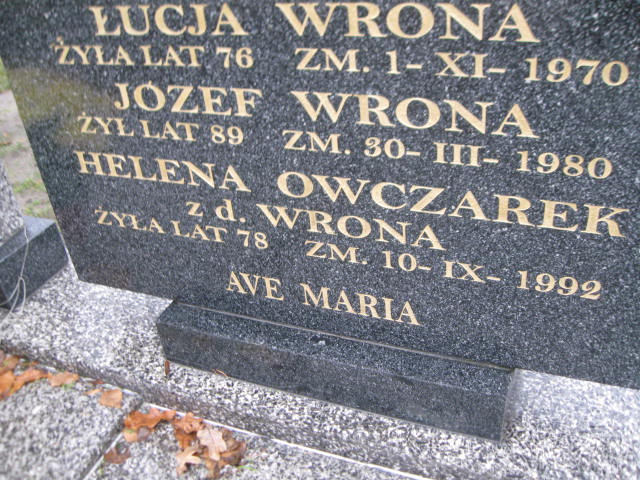 ŁUCJA WRONA
ŻYŁA LAT 76 ZM. 1-XI-1970
JÓZEF WRONA
ŻYŁ LAT 89 ZM. 30-III-1980
HELENA OWCZAREK
z d. WRONA
ŻYŁA LAT 78 ZM. 10-IX-1992
AVE MARIA